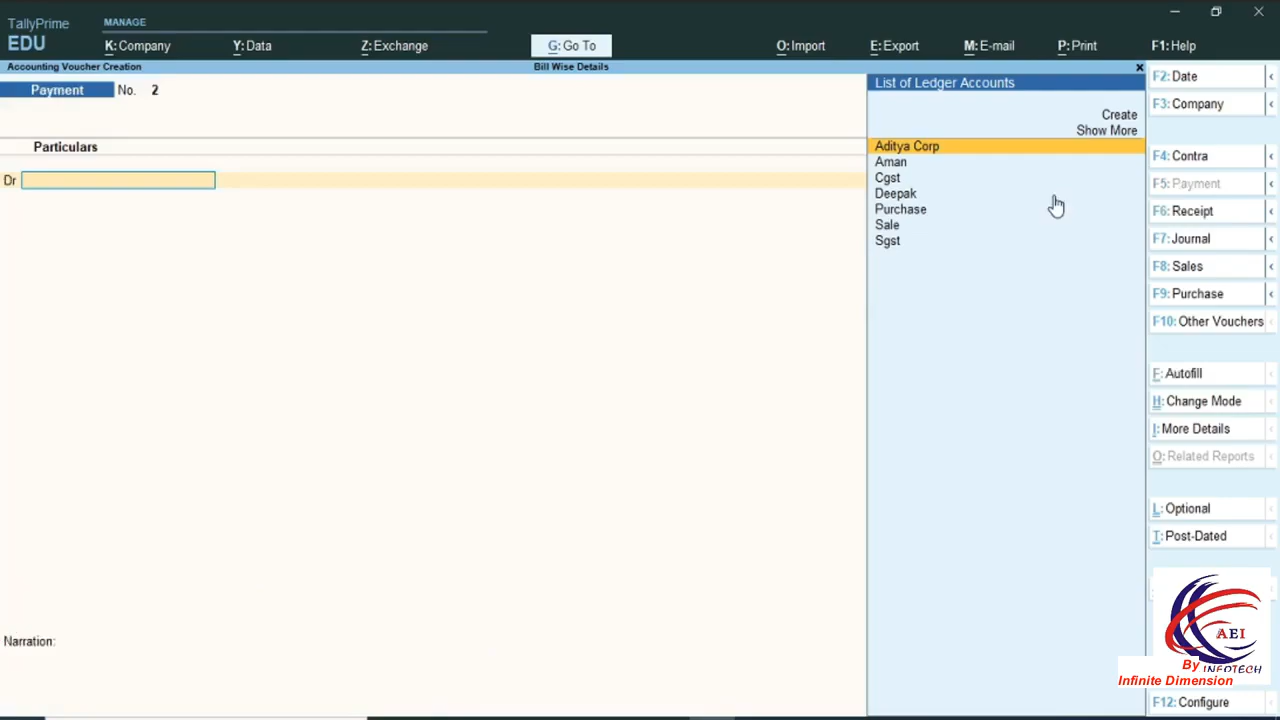 TallyPrime
EDU
MANAGE
K: Company
Y: Data
Z: Exchange
G: Go To
O: Import
E: Export
M: E-mail
P: Print
F1: Help
Accounting Voucher Creation
Bill Wise Details
Payment No. 2
Particulars
Dr
Narration:
List of Ledger Accounts
Create
Show More
Aditya Corp
Aman
Cgst
Deepak
Purchase
Sale
Sgst
F2: Date
F3: Company
F4: Contra
F5: Payment
F6: Receipt
F7: Journal
F8: Sales
F9: Purchase
F10: Other Vouchers
F: Autofill
H: Change Mode
I: More Details
O: Related Reports
L: Optional
T: Post-Dated
AEI
INFOTECH
By
Infinite Dimension
F12: Configure